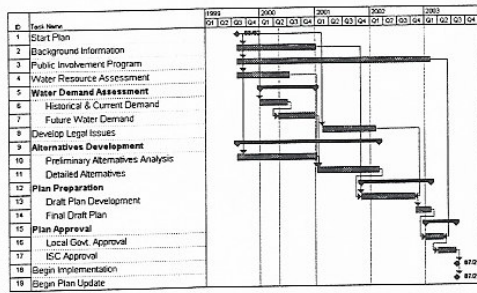 1999 2000 2001 2002 2003
ID Task Name Q1 Q2 Q3 Q4 Q1 Q2 Q3 Q4 Q1 Q2 Q3 Q4 Q1 Q2 Q3 Q4 Q1 Q2 Q3 Q4
1 Start Plan
2 Background Information
3 Public Involvement Program
4 Water Resource Assessment
5 Water Demand Assessment
6 Historical & Current Demand
7 Future Water Demand
8 Develop Legal Issues
9 Alternatives Development
10 Preliminary Alternatives Analysis
11 Detailed Alternatives
12 Plan Preparation
13 Draft Plan Development
14 Final Draft Plan
15 Plan Approval
16 Local Govt. Approval
17 ISC Approval
18 Begin Implementation 07/2
19 Begin Plan Update 07/2